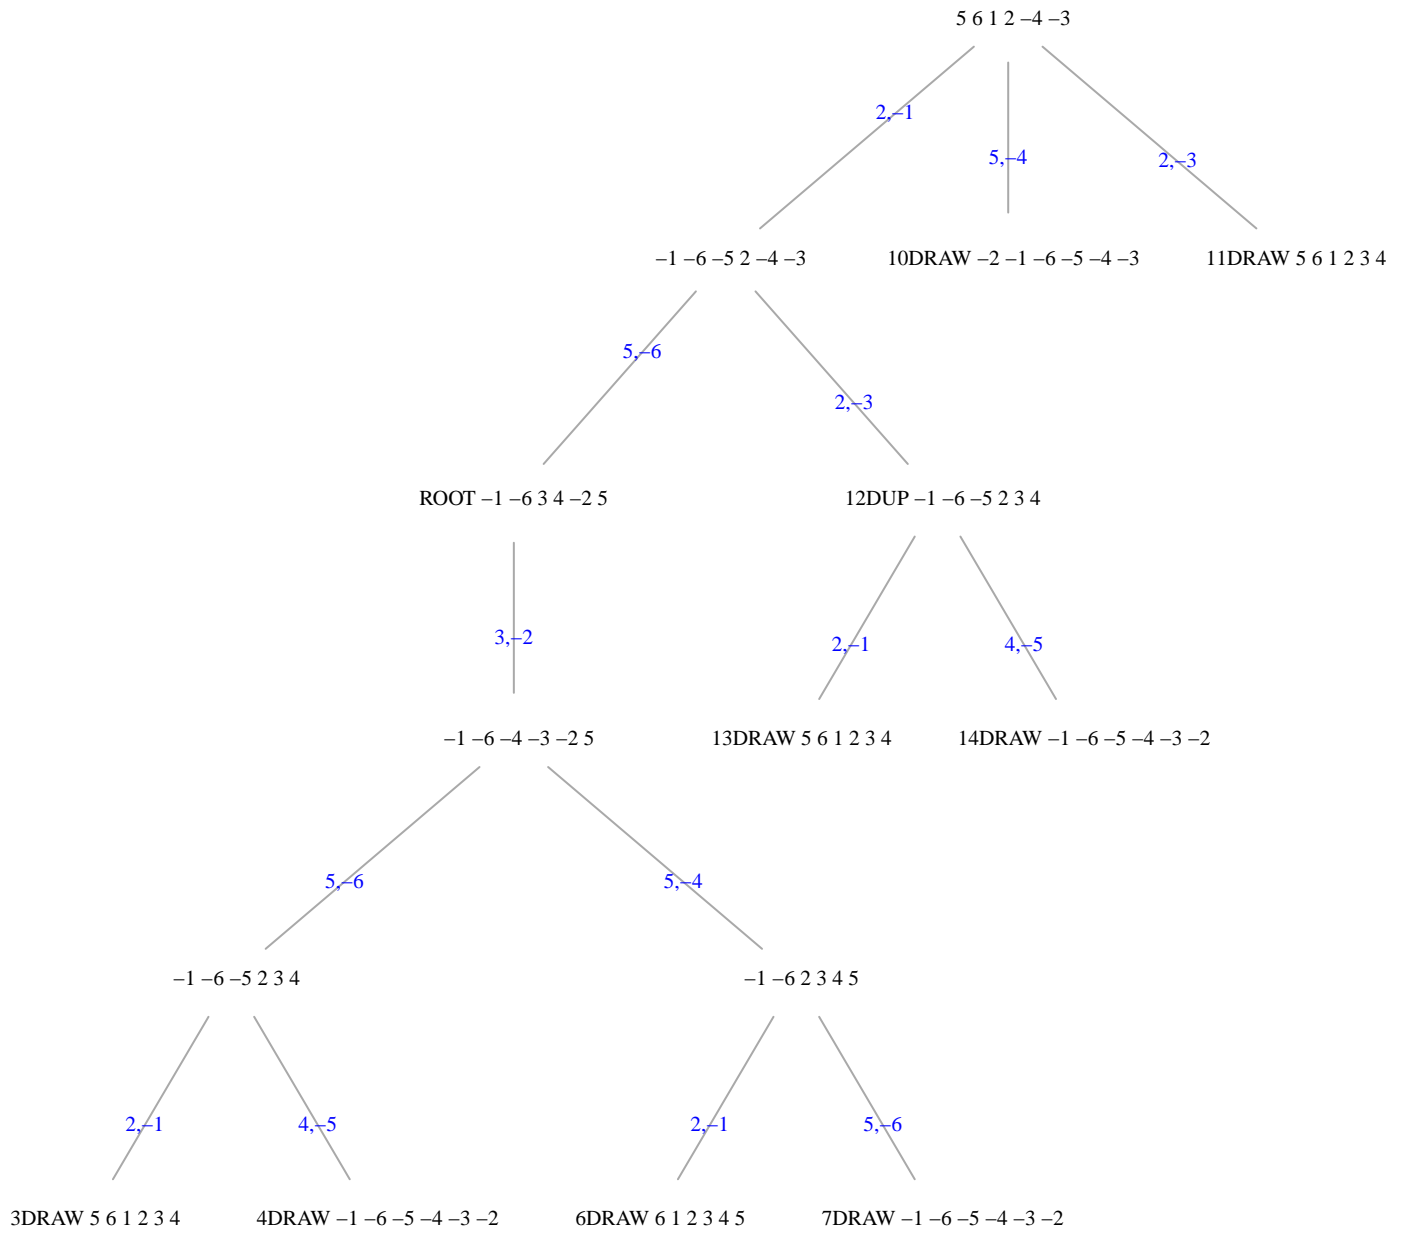 5 6 1 2 –4 –3
2,–1
5,–4
2,–3
–1 –6 –5 2 –4 –3
10DRAW –2 –1 –6 –5 –4 –3
11DRAW 5 6 1 2 3 4
5,–6
2,–3
ROOT –1 –6 3 4 –2 5
12DUP –1 –6 –5 2 3 4
3,–2
2,–1
4,–5
–1 –6 –4 –3 –2 5
13DRAW 5 6 1 2 3 4
14DRAW –1 –6 –5 –4 –3 –2
5,–6
5,–4
–1 –6 –5 2 3 4
–1 –6 2 3 4 5
2,–1
4,–5
2,–1
5,–6
3DRAW 5 6 1 2 3 4
4DRAW –1 –6 –5 –4 –3 –2
6DRAW 6 1 2 3 4 5
7DRAW –1 –6 –5 –4 –3 –2